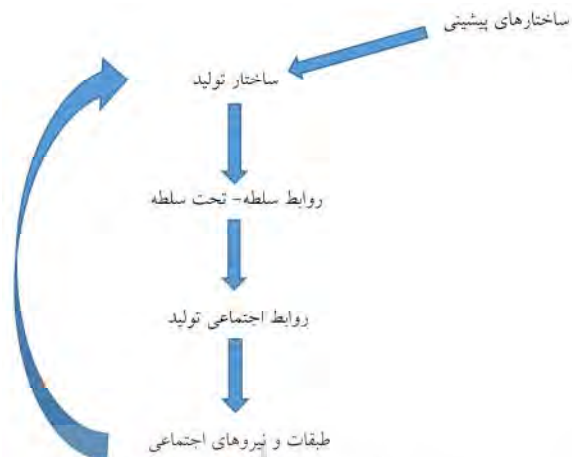 ساختارهای پیشینی
ساختار تولید
روابط سلطه- تحت سلطه
روابط اجتماعی تولید
طبقات و نیروهای اجتماعی